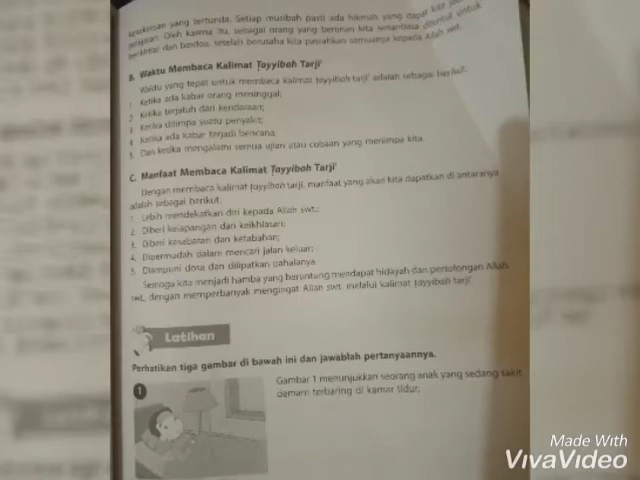 kesuksesan yang tertunda. Setiap musibah pasti ada hikmah yang dapat kita
pelajari. Oleh karena itu, sebagai orang yang beriman kita senantiasa dituntut untuk
berikhtiar dan berdoa, setelah berusaha kita pasrahkan semuanya kepada Allah swt.
B. Waktu Membaca Kalimat Ṭayyibah Tarji'
Waktu yang tepat untuk membaca kalimat ṭayyibah tarji' adalah sebagai berikut.
1. Ketika ada kabar orang meninggal;
2. Ketika terjatuh dari kendaraan;
3. Ketika ditimpa suatu penyakit;
4. Ketika ada kabar terjadi bencana;
5. Dan ketika mengalami semua ujian atau cobaan yang menimpa kita.
C. Manfaat Membaca Kalimat Ṭayyibah Tarji'
Dengan membaca kalimat ṭayyibah tarji, manfaat yang akan kita dapatkan di antaranya
adalah sebagai berikut.
1. Lebih mendekatkan diri kepada Allah swt.;
2. Diberi kelapangan dan keikhlasan;
3. Diberi kesabaran dan ketabahan;
4. Dipermudah dalam mencari jalan keluar;
5. Diampuni dosa dan dilipatkan pahalanya.
Semoga kita menjadi hamba yang beruntung mendapat hidayah dan pertolongan Allah
swt. dengan memperbanyak mengingat Allah swt. melalui kalimat ṭayyibah tarji'.
Latihan
Perhatikan tiga gambar di bawah ini dan jawablah pertanyaannya.
1
Gambar 1 menunjukkan seorang anak yang sedang sakit
demam terbaring di kamar tidur,
Made With
VivaVideo